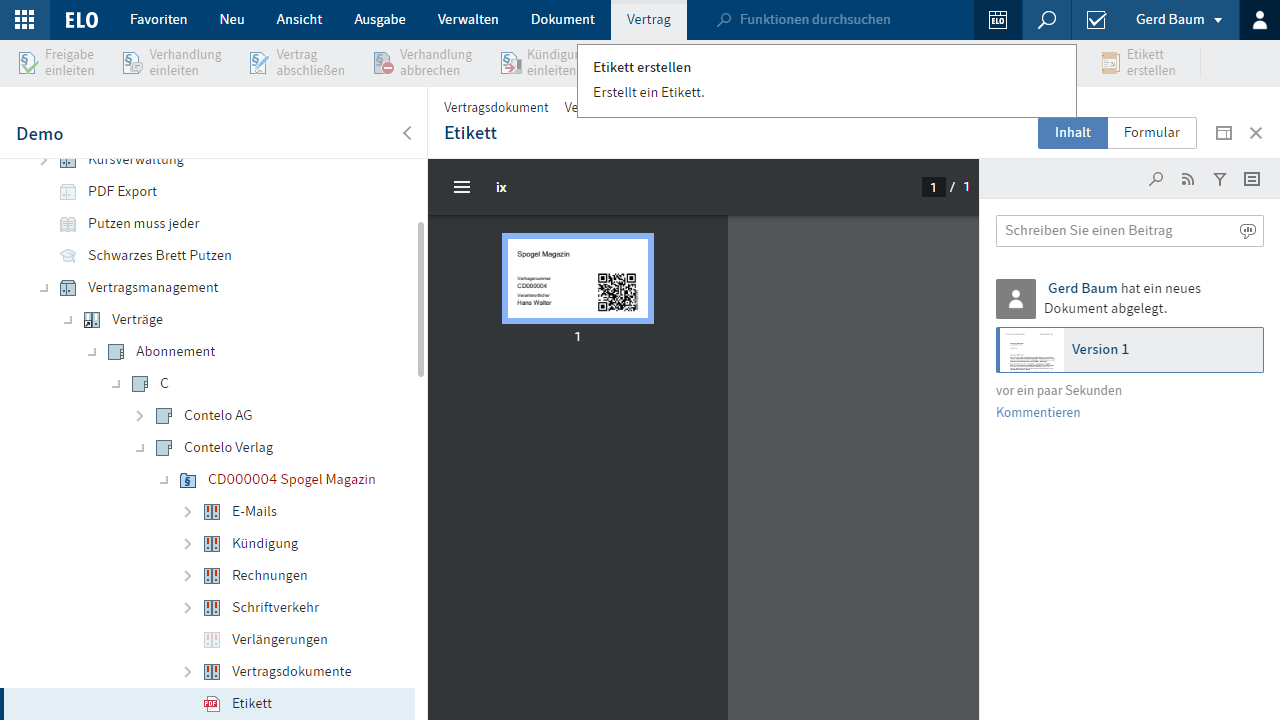 ELO Favoriten Neu Ansicht Ausgabe Verwalten Dokument Vertrag Funktionen durchsuchen ELO Gerd Baum
Freigabe einleiten
Verhandlung einleiten
Vertrag abschließen
Verhandlung abbrechen
Kündigun einleiten
Etikett erstellen
Etikett erstellen
Erstellt ein Etikett.
Demo
Kursverwaltung
PDF Export
Putzen muss jeder
Schwarzes Brett Putzen
Vertragsmanagement
Verträge
Abonnement
C
Contelo AG
Contelo Verlag
CD000004 Spogel Magazin
E-Mails
Kündigung
Rechnungen
Schriftverkehr
Verlängerungen
Vertragsdokumente
PDF Etikett
Vertragsdokument Ve
Etikett
Inhalt Formular
ix 1 / 1
Spogel Magazin
Vertragsnummer
CD000004
Verantwortlicher
Hans Walter
1
Schreiben Sie einen Beitrag
Gerd Baum hat ein neues
Dokument abgelegt.
Version 1
vor ein paar Sekunden
Kommentieren